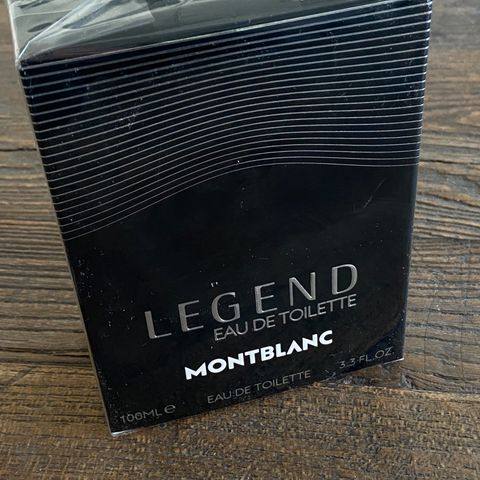 LEGEND
EAU DE TOILETTE
MONTBLANC
100ML e EAU DE TOILETTE 3.3 FL.OZ